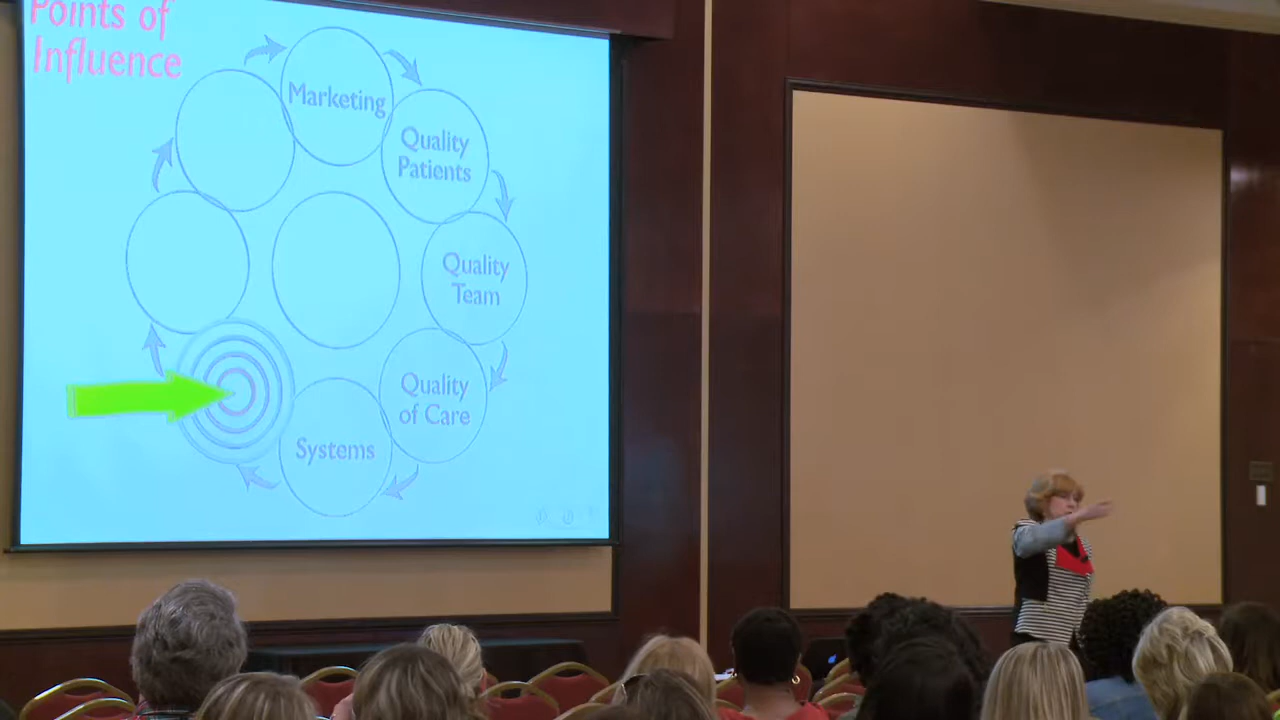 Points of
Influence
Marketing
Quality
Patients
Quality
Team
Quality
of Care
Systems